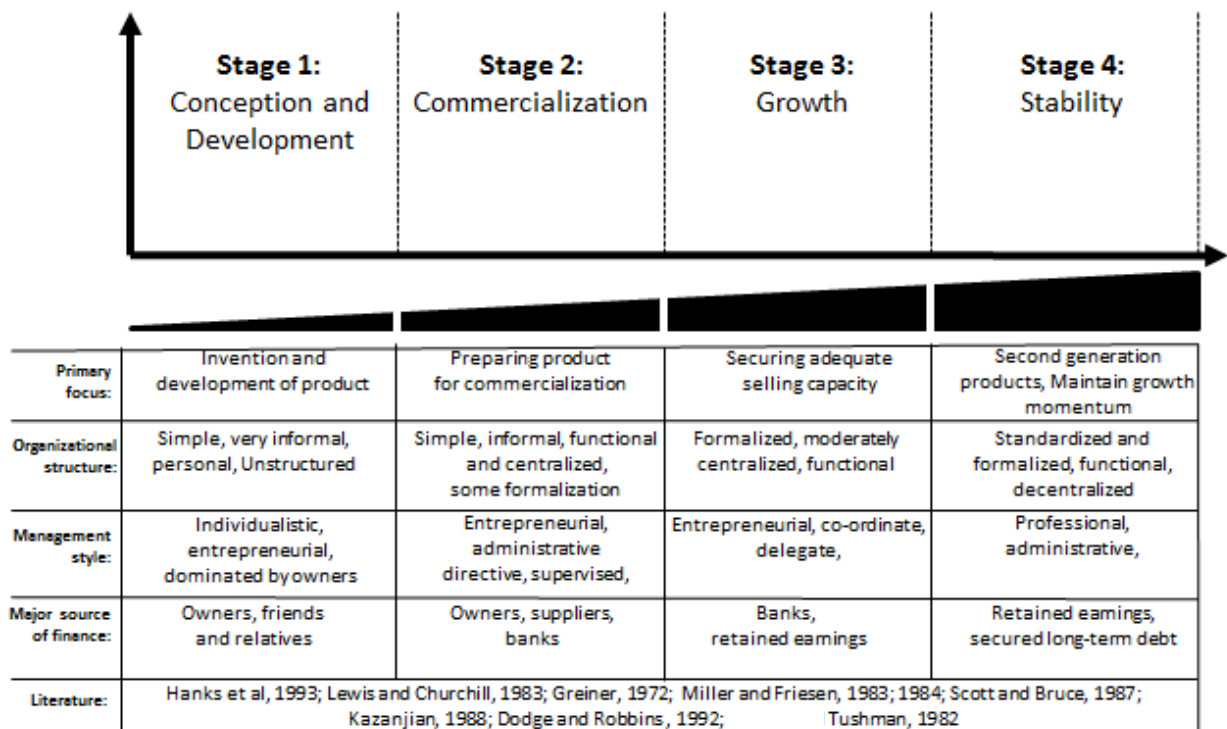 Stage 1:
Conception and
Development
Stage 2:
Commercialization
Stage 3:
Growth
Stage 4:
Stability
Primary
focus:
Invention and
development of product
Preparing product
for commercialization
Securing adequate
selling capacity
Second generation
products, Maintain growth
momentum
Organizational
structure:
Simple, very informal,
personal, Unstructured
Simple, informal, functional
and centralized,
some formalization
Formalized, moderately
centralized, functional
Standardized and
formalized, functional,
decentralized
Management
style:
Individualistic,
entrepreneurial,
dominated by owners
Entrepreneurial,
administrative
directive, supervised,
Entrepreneurial, co-ordinate,
delegate,
Professional,
administrative,
Major source
of finance:
Owners, friends
and relatives
Owners, suppliers,
banks
Banks,
retained earnings
Retained earnings,
secured long-term debt
Literature:
Hanks et al, 1993; Lewis and Churchill, 1983; Greiner, 1972; Miller and Friesen, 1983; 1984; Scott and Bruce, 1987;
Kazanjian, 1988; Dodge and Robbins, 1992; Tushman, 1982